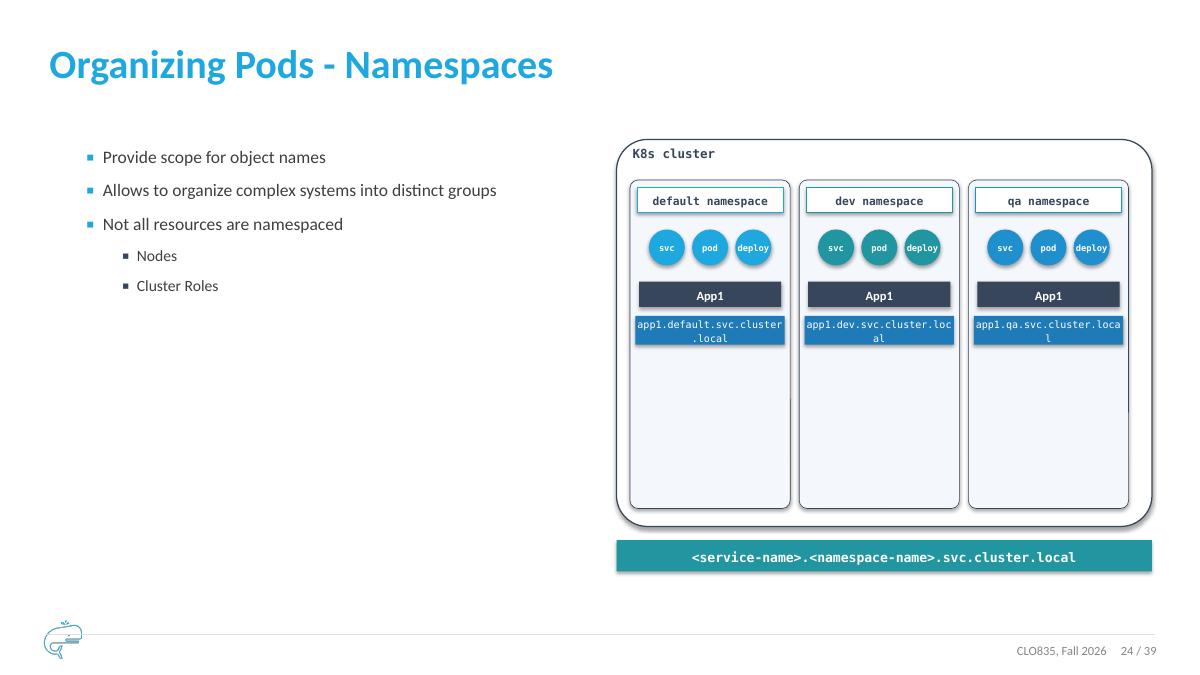 Organizing Pods - Namespaces
Provide scope for object names
Allows to organize complex systems into distinct groups
Not all resources are namespaced
Nodes
Cluster Roles
K8s cluster
default namespace
svc pod deploy
App1
app1.default.svc.cluster
.local
dev namespace
svc pod deploy
App1
app1.dev.svc.cluster.loc
al
qa namespace
svc pod deploy
App1
app1.qa.svc.cluster.loca
l
<service-name>.<namespace-name>.svc.cluster.local
CLO835, Fall 2026 24 / 39